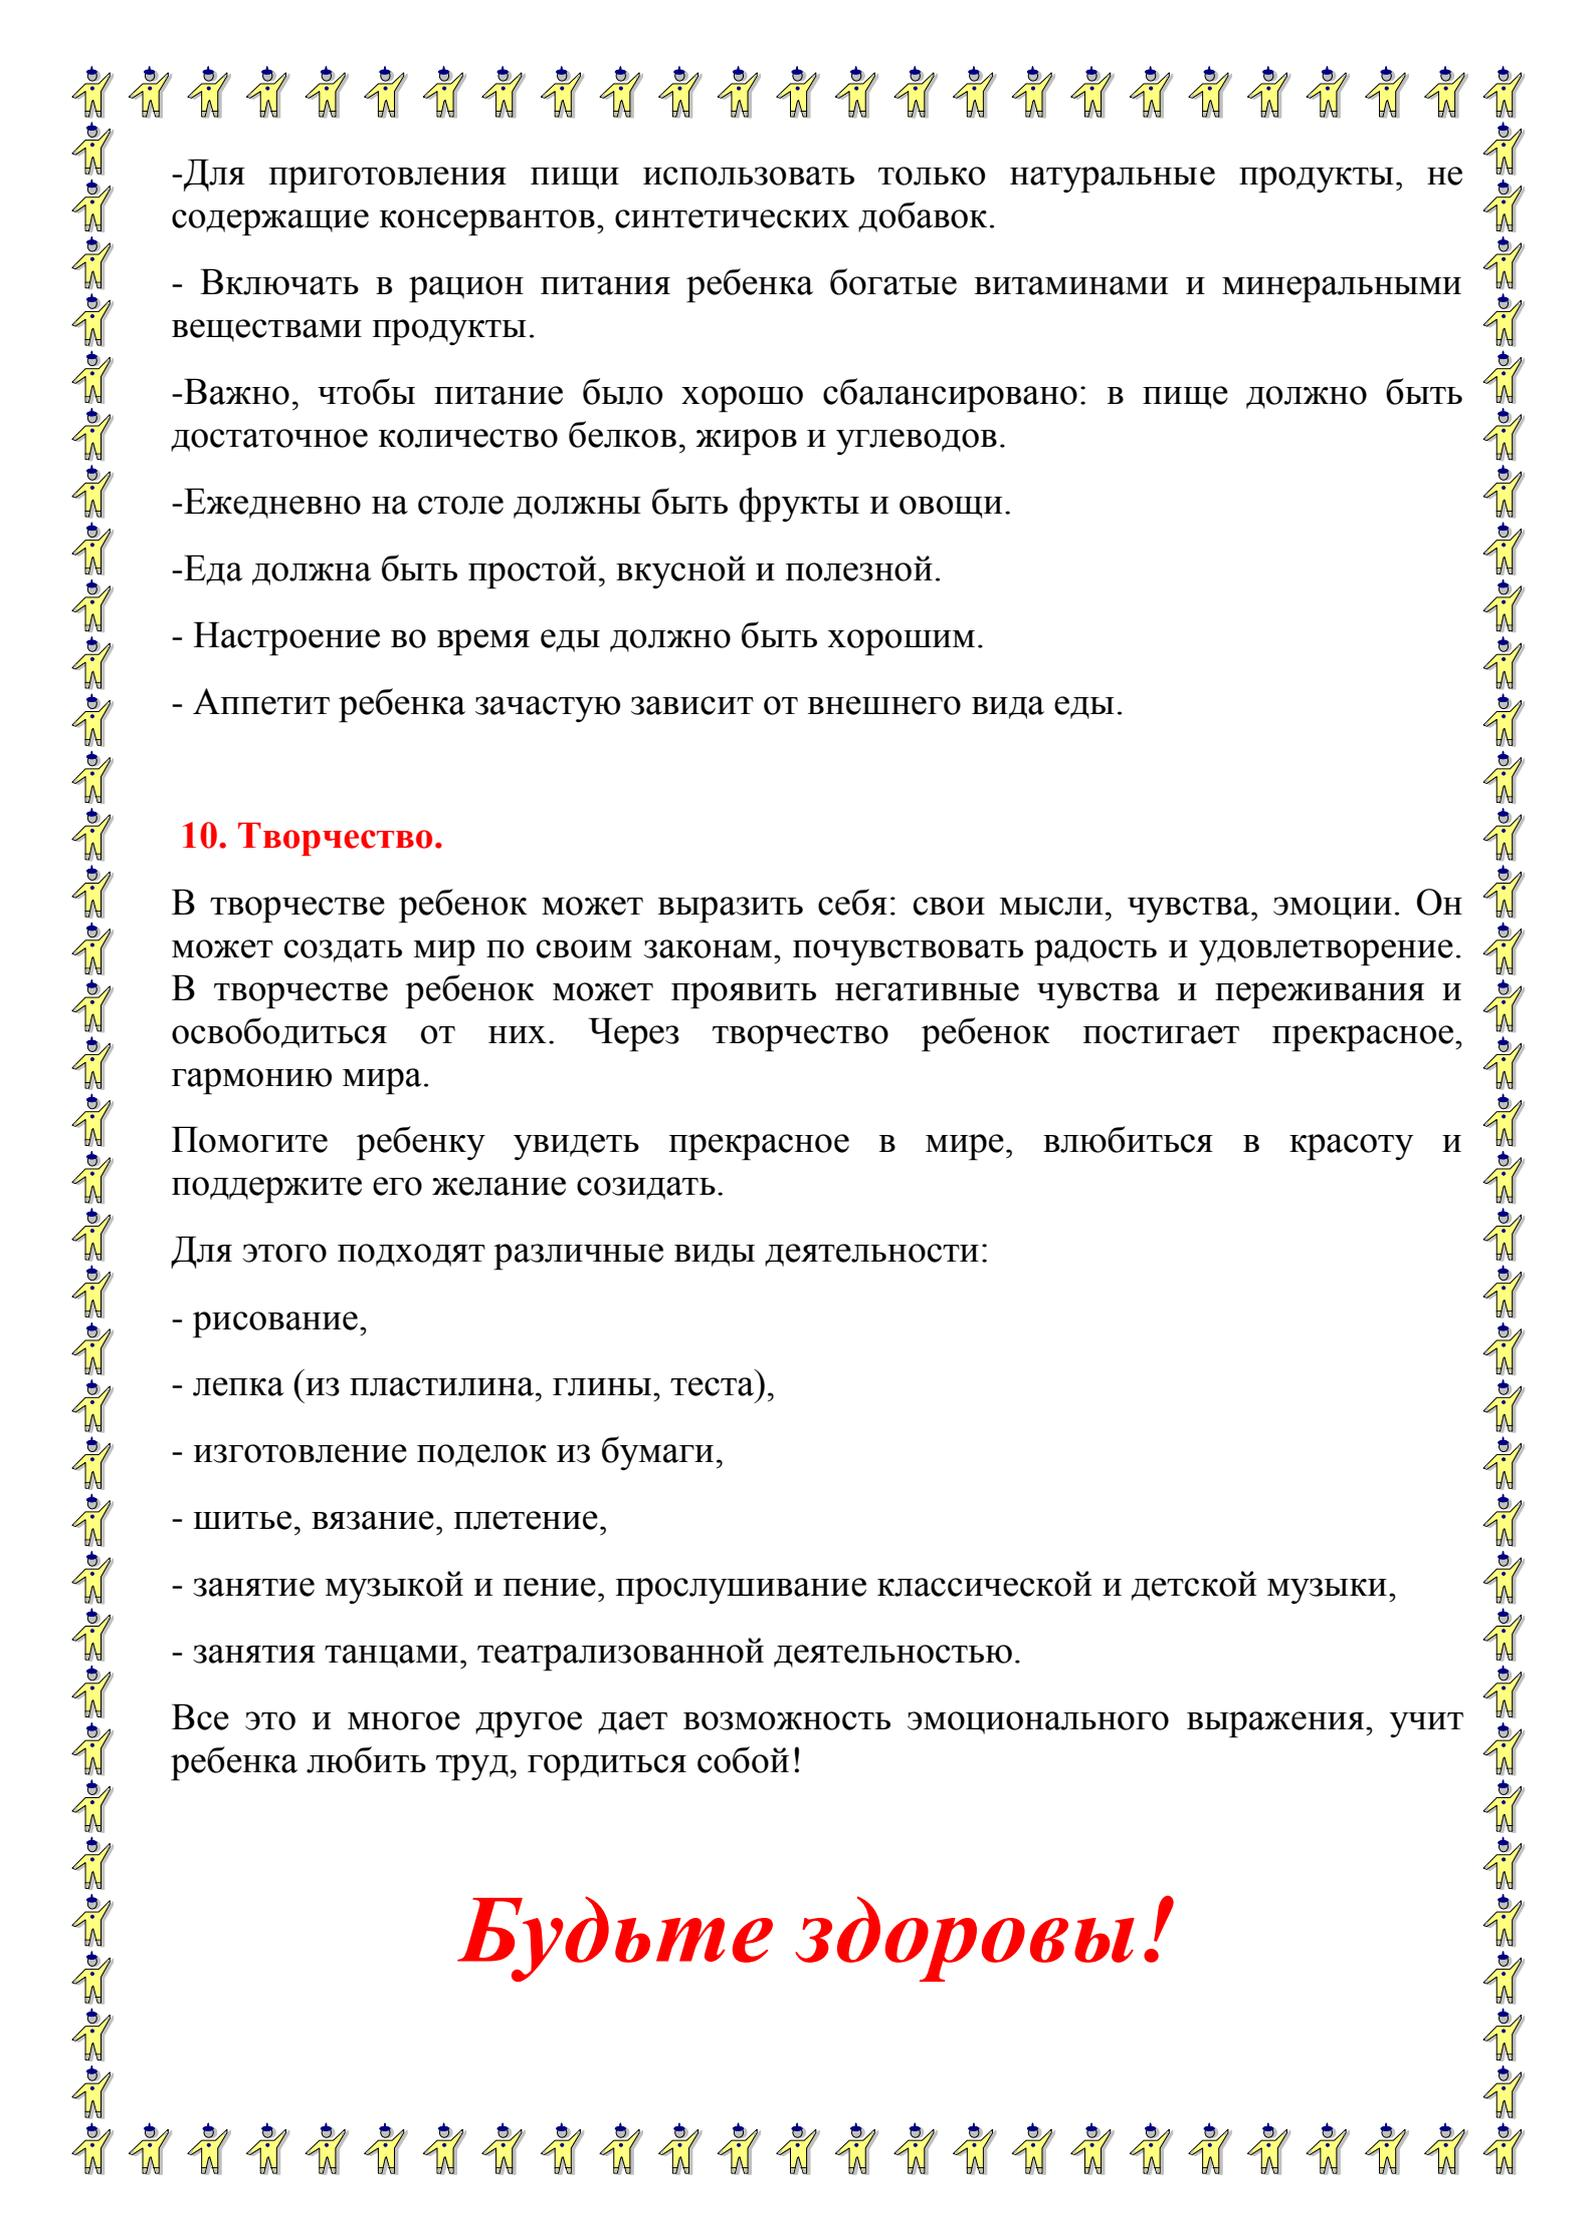 -Для приготовления пищи использовать только натуральные продукты, не
содержащие консервантов, синтетических добавок.
- Включать в рацион питания ребенка богатые витаминами и минеральными
веществами продукты.
-Важно, чтобы питание было хорошо сбалансировано: в пище должно быть
достаточное количество белков, жиров и углеводов.
-Ежедневно на столе должны быть фрукты и овощи.
-Еда должна быть простой, вкусной и полезной.
- Настроение во время еды должно быть хорошим.
- Аппетит ребенка зачастую зависит от внешнего вида еды.
10. Творчество.
В творчестве ребенок может выразить себя: свои мысли, чувства, эмоции. Он
может создать мир по своим законам, почувствовать радость и удовлетворение.
В творчестве ребенок может проявить негативные чувства и переживания и
освободиться от них. Через творчество ребенок постигает прекрасное,
гармонию мира.
Помогите ребенку увидеть прекрасное в мире, влюбиться в красоту и
поддержите его желание созидать.
Для этого подходят различные виды деятельности:
- рисование,
- лепка (из пластилина, глины, теста),
- изготовление поделок из бумаги,
- шитье, вязание, плетение,
- занятие музыкой и пение, прослушивание классической и детской музыки,
- занятия танцами, театрализованной деятельностью.
Все это и многое другое дает возможность эмоционального выражения, учит
ребенка любить труд, гордиться собой!
Будьте здоровы!